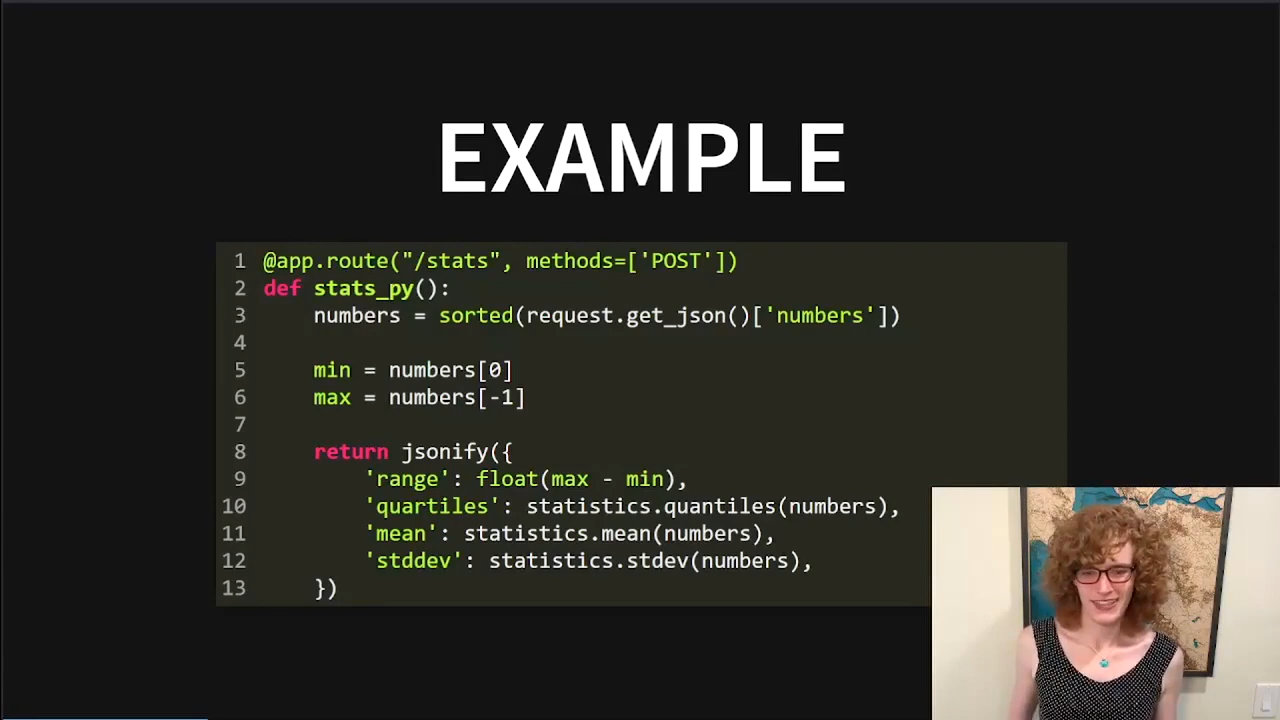 EXAMPLE
1 @app.route("/stats", methods=['POST'])
2 def stats_py():
3     numbers = sorted(request.get_json()['numbers'])
4
5     min = numbers[0]
6     max = numbers[-1]
7
8     return jsonify({
9         'range': float(max - min),
10         'quartiles': statistics.quantiles(numbers),
11         'mean': statistics.mean(numbers),
12         'stddev': statistics.stdev(numbers),
13     })